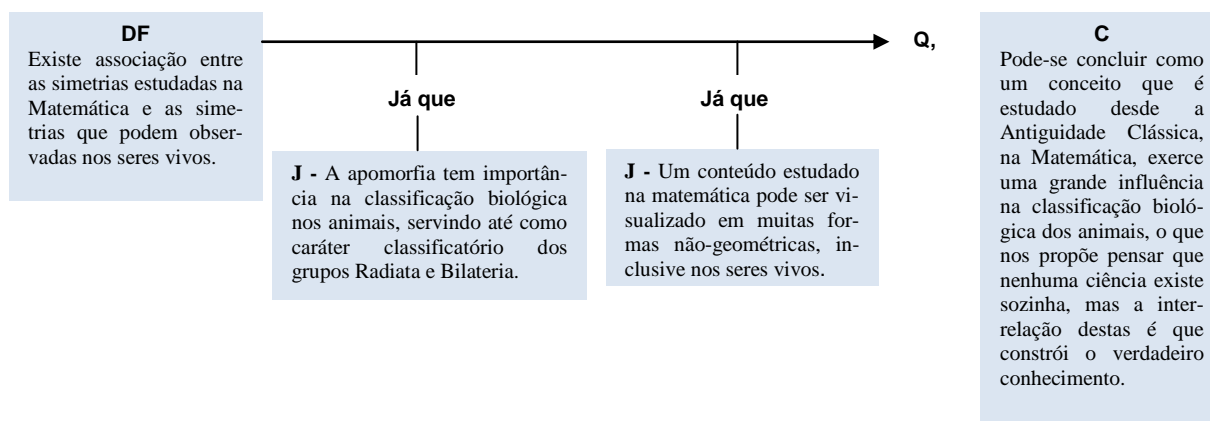 DF
Existe associação entre
as simetrias estudadas na
Matemática e as sime-
trias que podem obser-
vadas nos seres vivos.
Já que
J - A apomorfia tem importân-
cia na classificação biológica
nos animais, servindo até como
caráter classificatório dos
grupos Radiata e Bilateria.
Já que
J - Um conteúdo estudado
na matemática pode ser vi-
sualizado em muitas for-
mas não-geométricas, in-
clusive nos seres vivos.
Q,
C
Pode-se concluir como
um conceito que é
estudado desde a
Antiguidade Clássica,
na Matemática, exerce
uma grande influência
na classificação bioló-
gica dos animais, o que
nos propõe pensar que
nenhuma ciência existe
sozinha, mas a inter-
relação destas é que
constrói o verdadeiro
conhecimento.